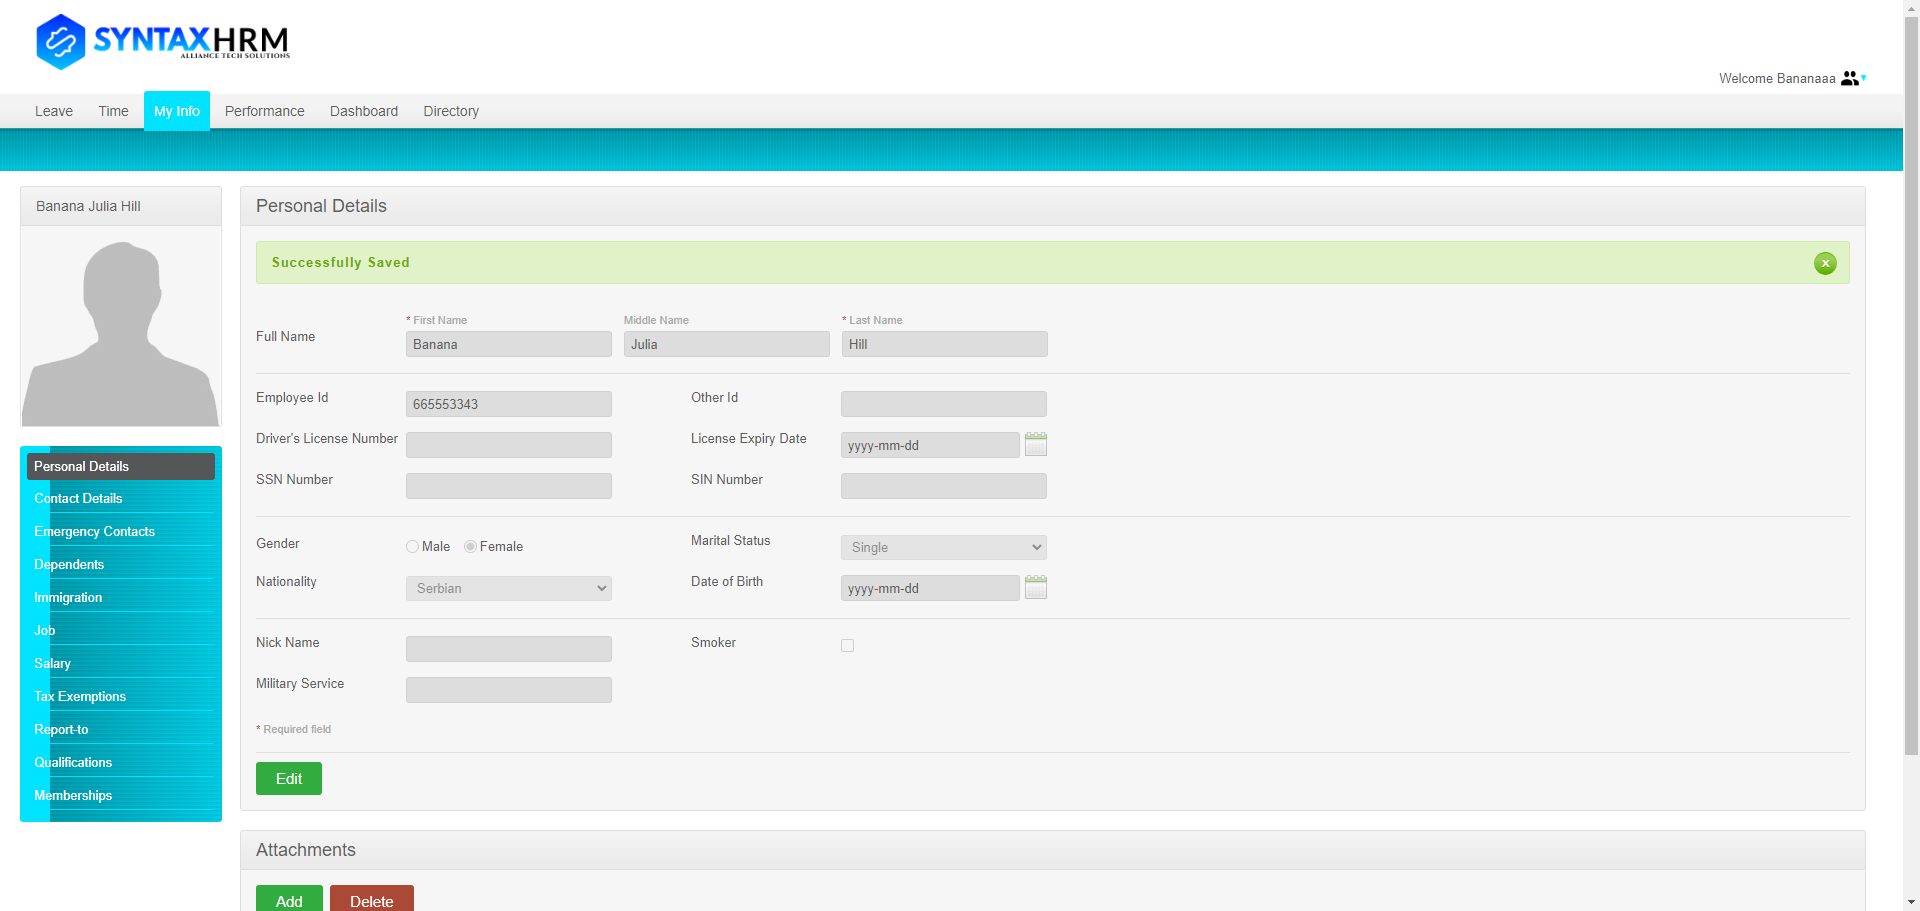 SYNTAXHRM
ALLIANCE TECH SOLUTIONS
Welcome Bananaaa
Leave Time My Info Performance Dashboard Directory
Banana Julia Hill
Personal Details
Contact Details
Emergency Contacts
Dependents
Immigration
Job
Salary
Tax Exemptions
Report-to
Qualifications
Memberships
Personal Details
Successfully Saved
x
* First Name Middle Name * Last Name
Full Name Banana Julia Hill
Employee Id 665553343 Other Id
Driver's License Number License Expiry Date yyyy-mm-dd
SSN Number SIN Number
Gender Male Female Marital Status Single
Nationality Serbian Date of Birth yyyy-mm-dd
Nick Name Smoker
Military Service
* Required field
Edit
Attachments
Add Delete